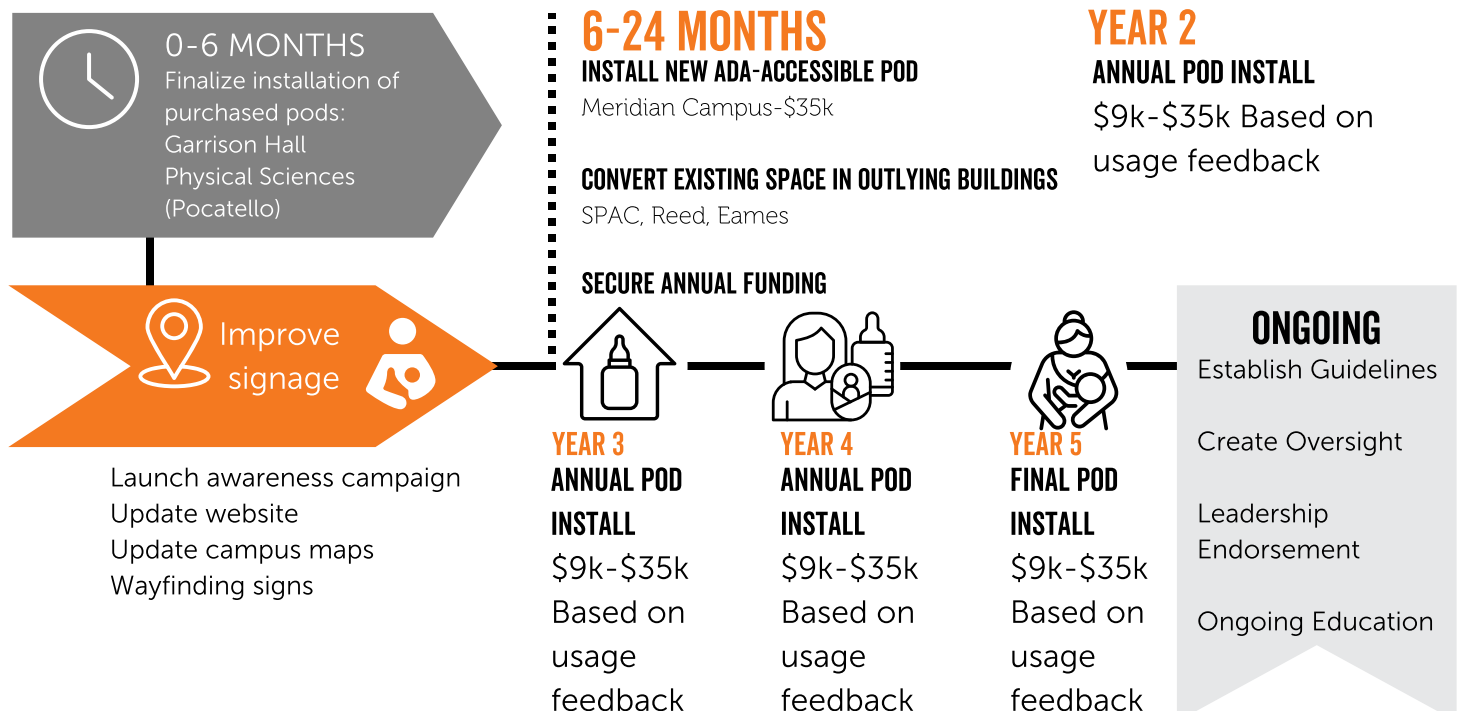 0-6 MONTHS
Finalize installation of
purchased pods:
Garrison Hall
Physical Sciences
(Pocatello)
Improve
signage
Launch awareness campaign
Update website
Update campus maps
Wayfinding signs
6-24 MONTHS
INSTALL NEW ADA-ACCESSIBLE POD
Meridian Campus-$35k
CONVERT EXISTING SPACE IN OUTLYING BUILDINGS
SPAC, Reed, Eames
SECURE ANNUAL FUNDING
YEAR 2
ANNUAL POD INSTALL
$9k-$35k Based on
usage feedback
YEAR 3
ANNUAL POD
INSTALL
$9k-$35k
Based on
usage
feedback
YEAR 4
ANNUAL POD
INSTALL
$9k-$35k
Based on
usage
feedback
YEAR 5
FINAL POD
INSTALL
$9k-$35k
Based on
usage
feedback
ONGOING
Establish Guidelines
Create Oversight
Leadership
Endorsement
Ongoing Education